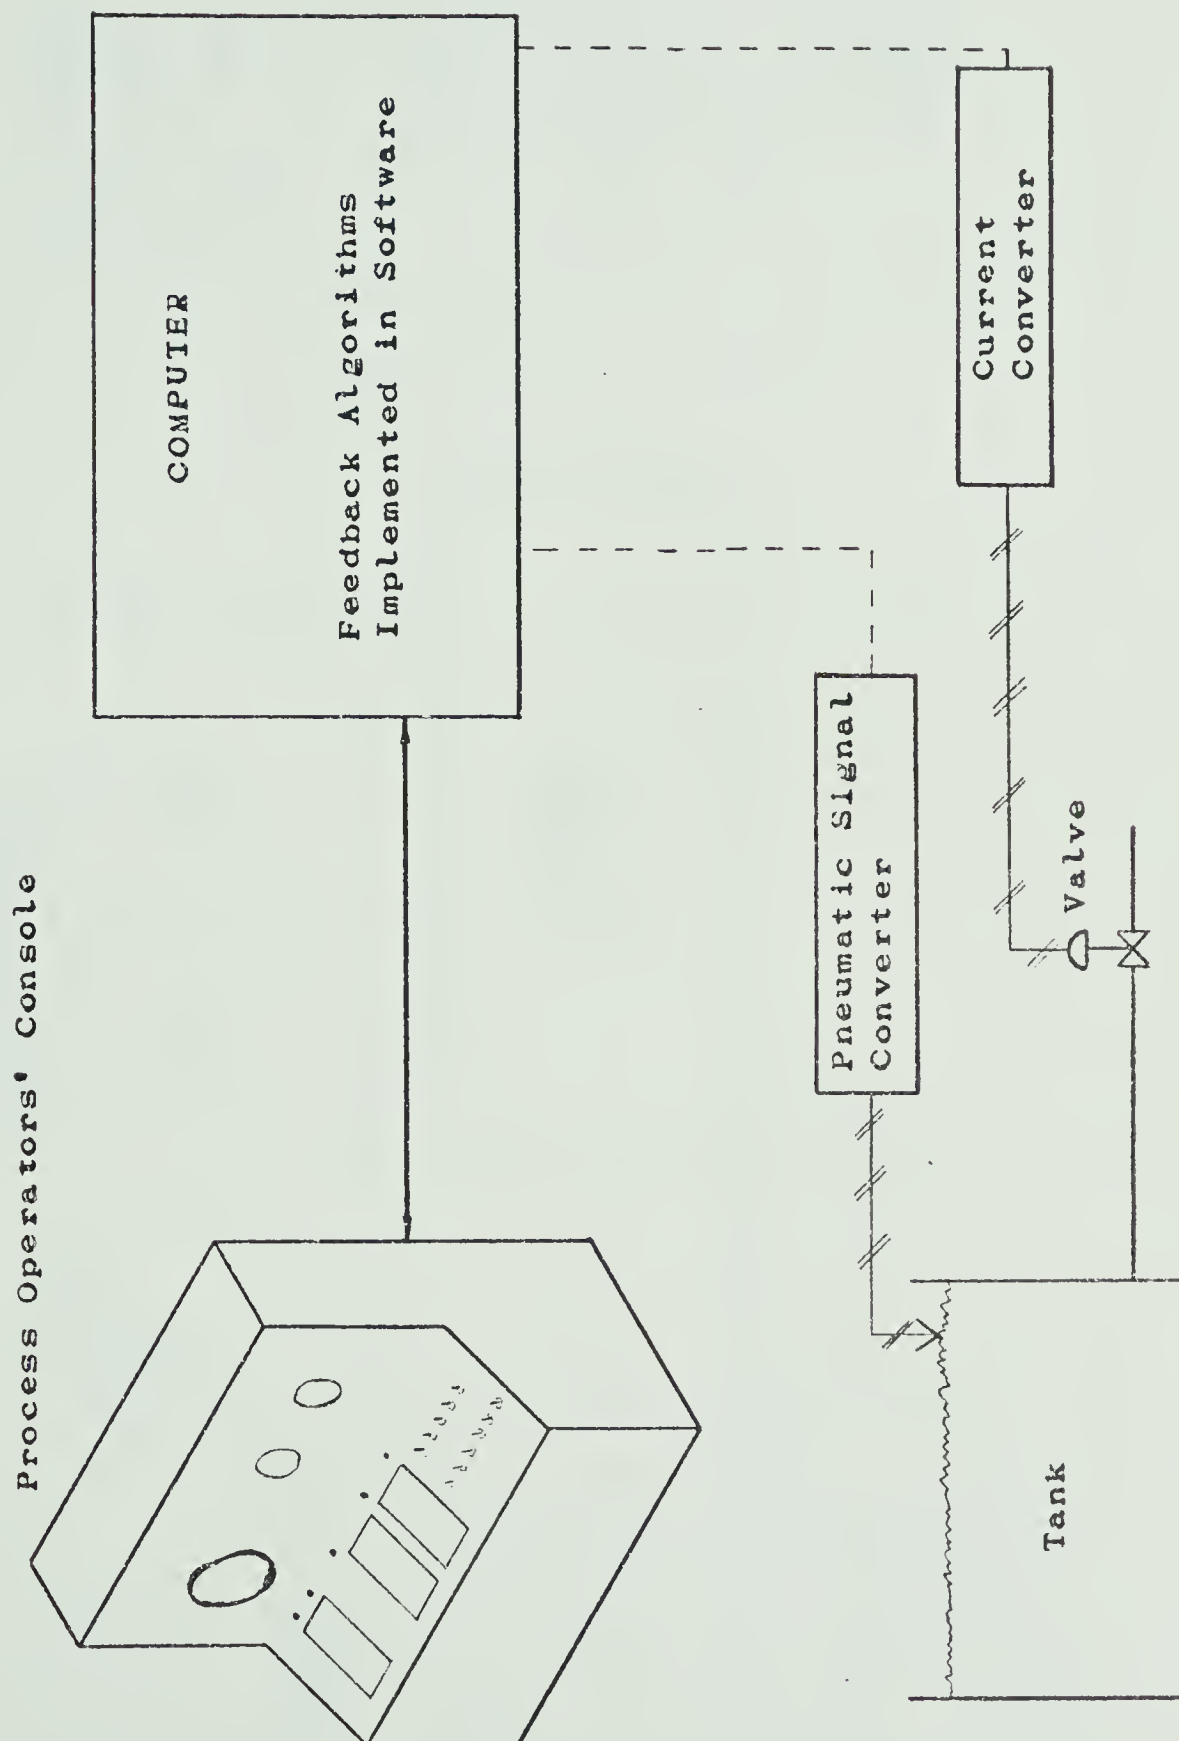 Process Operators' Console
COMPUTER
Feedback Algorithms
Implemented in Software
Pneumatic Signal
Converter
Current
Converter
Valve
Tank